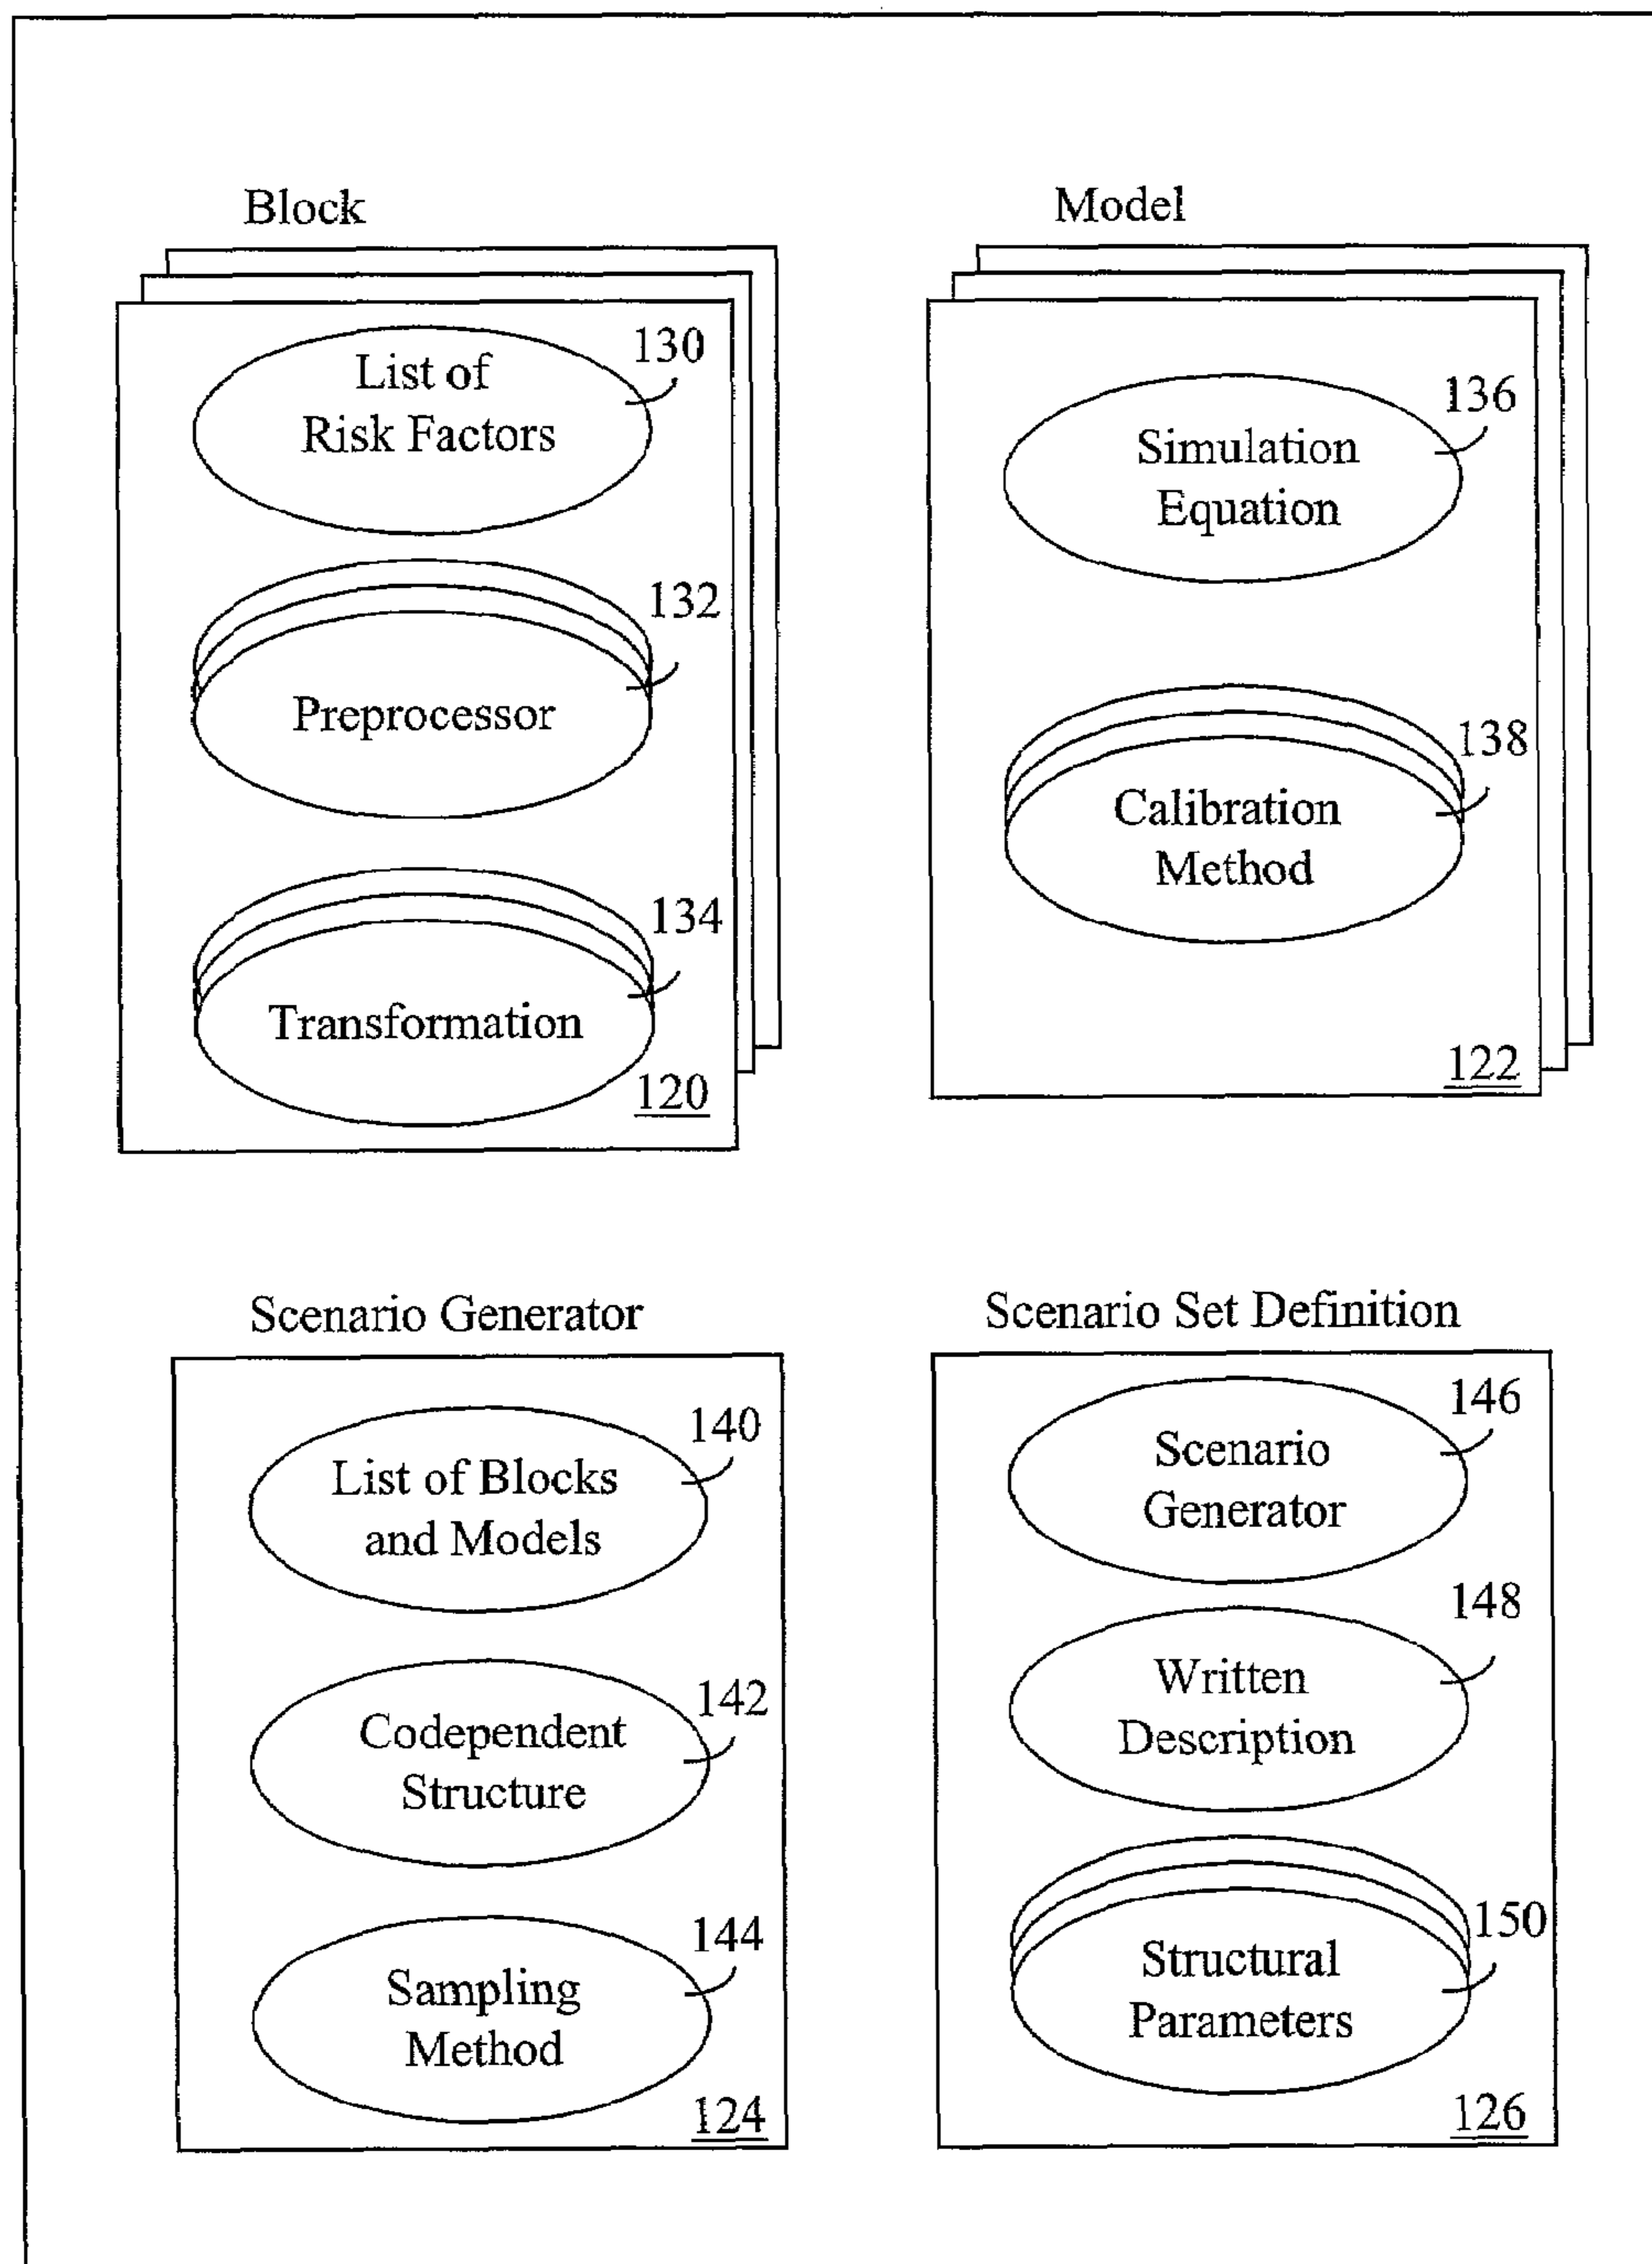 Block
130
List of
Risk Factors
132
Preprocessor
134
Transformation
120
Model
136
Simulation
Equation
138
Calibration
Method
122
Scenario Generator
140
List of Blocks
and Models
142
Codependent
Structure
144
Sampling
Method
124
Scenario Set Definition
146
Scenario
Generator
148
Written
Description
150
Structural
Parameters
126